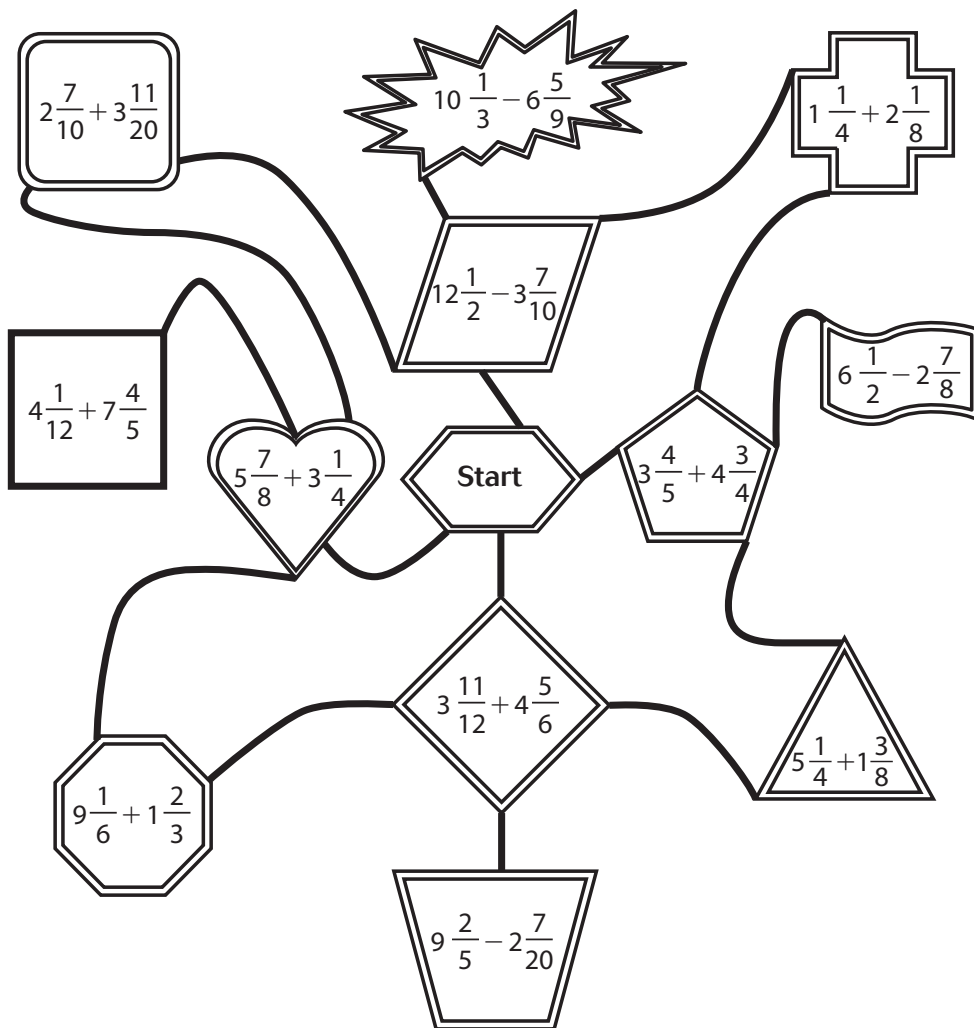 2 7/10 + 3 11/20
10 1/3 − 6 5/9
1 1/4 + 2 1/8
12 1/2 − 3 7/10
4 1/12 + 7 4/5
6 1/2 − 2 7/8
5 7/8 + 3 1/4
Start
3 4/5 + 4 3/4
3 11/12 + 4 5/6
5 1/4 + 1 3/8
9 1/6 + 1 2/3
9 2/5 − 2 7/20